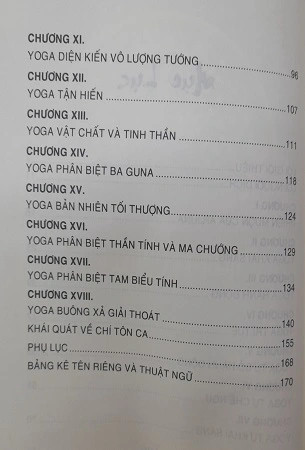 CHƯƠNG XI.
YOGA DIỆN KIẾN VÔ LƯỢNG TƯỚNG 96
CHƯƠNG XII.
YOGA TẬN HIẾN 107
CHƯƠNG XIII.
YOGA VẬT CHẤT VÀ TINH THẦN 111
CHƯƠNG XIV.
YOGA PHÂN BIỆT BA GUNA 118
CHƯƠNG XV.
YOGA BẢN NHIÊN TỐI THƯỢNG 124
CHƯƠNG XVI.
YOGA PHÂN BIỆT THẦN TÍNH VÀ MA CHƯỚNG 129
CHƯƠNG XVII.
YOGA PHÂN BIỆT TAM BIỂU TÍNH 134
CHƯƠNG XVIII.
YOGA BUÔNG XẢ GIẢI THOÁT 140
KHÁI QUÁT VỀ CHÍ TÔN CA 155
PHỤ LỤC 168
BẢNG KÊ TÊN RIÊNG VÀ THUẬT NGỮ 170